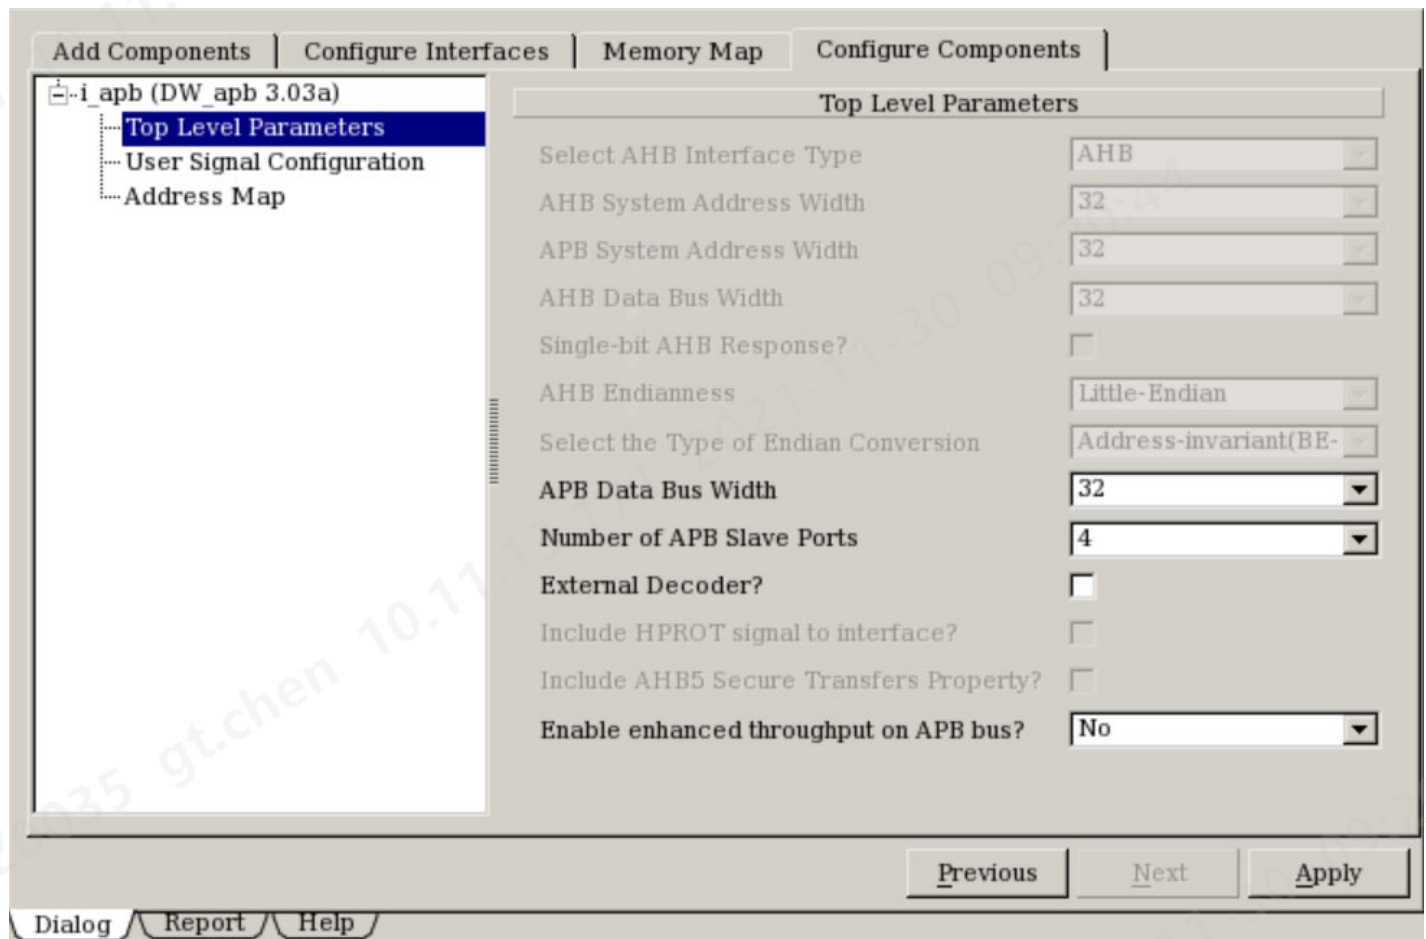 Add Components Configure Interfaces Memory Map Configure Components
i_apb (DW_apb 3.03a)
Top Level Parameters
User Signal Configuration
Address Map
Top Level Parameters
Select AHB Interface Type AHB
AHB System Address Width 32
APB System Address Width 32
AHB Data Bus Width 32
Single-bit AHB Response?
AHB Endianness Little-Endian
Select the Type of Endian Conversion Address-invariant(BE-
APB Data Bus Width 32
Number of APB Slave Ports 4
External Decoder?
Include HPROT signal to interface?
Include AHB5 Secure Transfers Property?
Enable enhanced throughput on APB bus? No
Previous Next Apply
Dialog Report Help
gt.chen